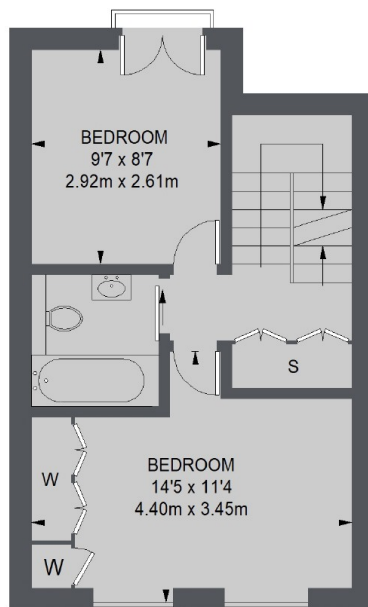 BEDROOM
9'7 x 8'7
2.92m x 2.61m
S
BEDROOM
14'5 x 11'4
4.40m x 3.45m
W
W